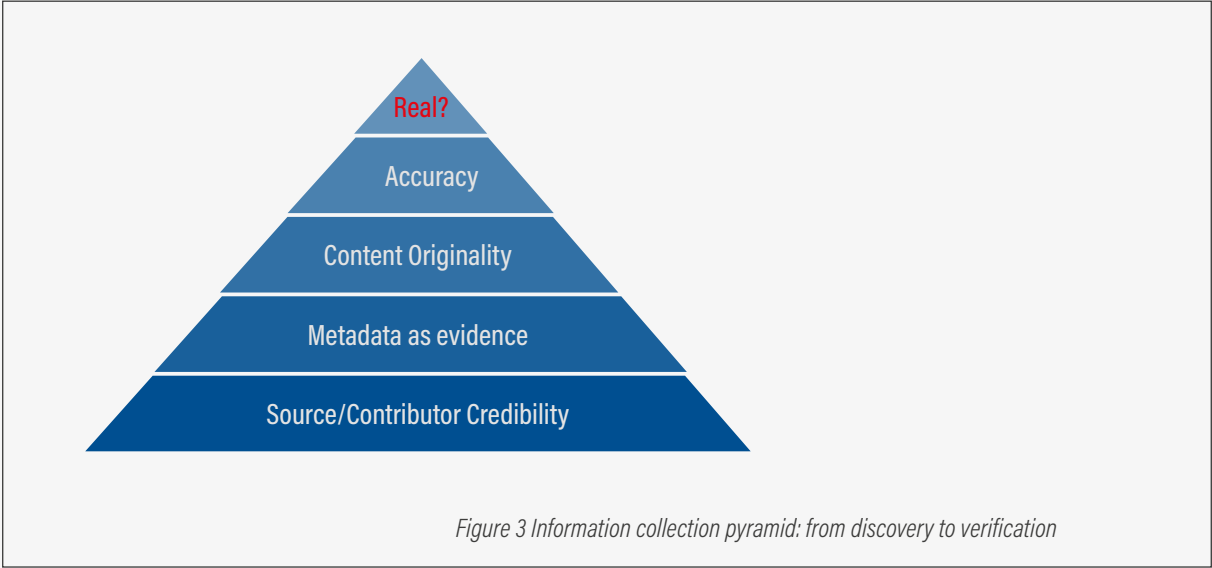 Real?
Accuracy
Content Originality
Metadata as evidence
Source/Contributor Credibility
Figure 3 Information collection pyramid: from discovery to verification